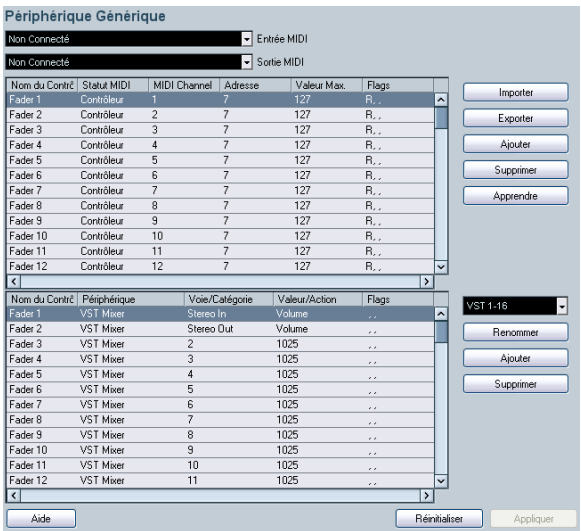 Périphérique Générique
Non Connecté Entrée MIDI
Non Connecté Sortie MIDI
Nom du Contrô Statut MIDI MIDI Channel Adresse Valeur Max. Flags
Fader 1 Contrôleur 1 7 127 R, ,
Fader 2 Contrôleur 2 7 127 R, ,
Fader 3 Contrôleur 3 7 127 R, ,
Fader 4 Contrôleur 4 7 127 R, ,
Fader 5 Contrôleur 5 7 127 R, ,
Fader 6 Contrôleur 6 7 127 R, ,
Fader 7 Contrôleur 7 7 127 R, ,
Fader 8 Contrôleur 8 7 127 R, ,
Fader 9 Contrôleur 9 7 127 R, ,
Fader 10 Contrôleur 10 7 127 R, ,
Fader 11 Contrôleur 11 7 127 R, ,
Fader 12 Contrôleur 12 7 127 R, ,
Importer
Exporter
Ajouter
Supprimer
Apprendre
Nom du Contrô Périphérique Voie/Catégorie Valeur/Action Flags
Fader 1 VST Mixer Stereo In Volume , ,
Fader 2 VST Mixer Stereo Out Volume , ,
Fader 3 VST Mixer 2 1025 , ,
Fader 4 VST Mixer 3 1025 , ,
Fader 5 VST Mixer 4 1025 , ,
Fader 6 VST Mixer 5 1025 , ,
Fader 7 VST Mixer 6 1025 , ,
Fader 8 VST Mixer 7 1025 , ,
Fader 9 VST Mixer 8 1025 , ,
Fader 10 VST Mixer 9 1025 , ,
Fader 11 VST Mixer 10 1025 , ,
Fader 12 VST Mixer 11 1025 , ,
VST 1-16
Renommer
Ajouter
Supprimer
Aide Réinitialiser Appliquer